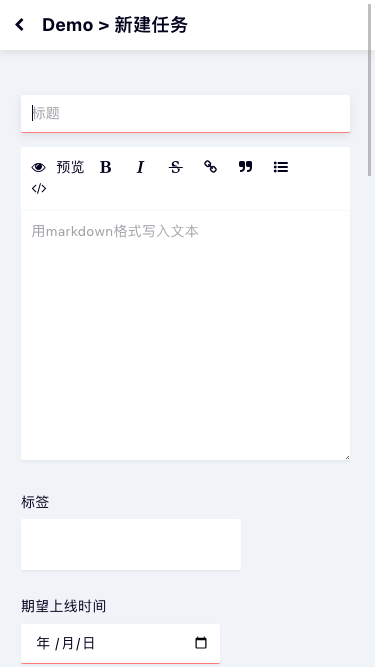 Demo > 新建任务
标题
预览 B I S
</>
用markdown格式写入文本
标签
期望上线时间
年 /月/日